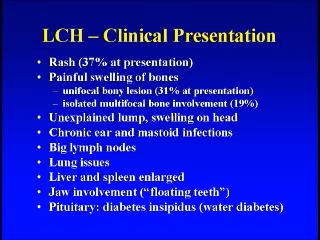 LCH – Clinical Presentation
• Rash (37% at presentation)
• Painful swelling of bones
– unifocal bony lesion (31% at presentation)
– isolated multifocal bone involvement (19%)
• Unexplained lump, swelling on head
• Chronic ear and mastoid infections
• Big lymph nodes
• Lung issues
• Liver and spleen enlarged
• Jaw involvement (“floating teeth”)
• Pituitary: diabetes insipidus (water diabetes)